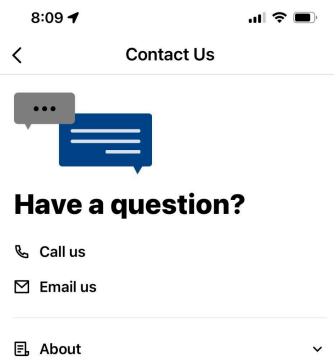 8:09
Contact Us
Have a question?
Call us
Email us
About